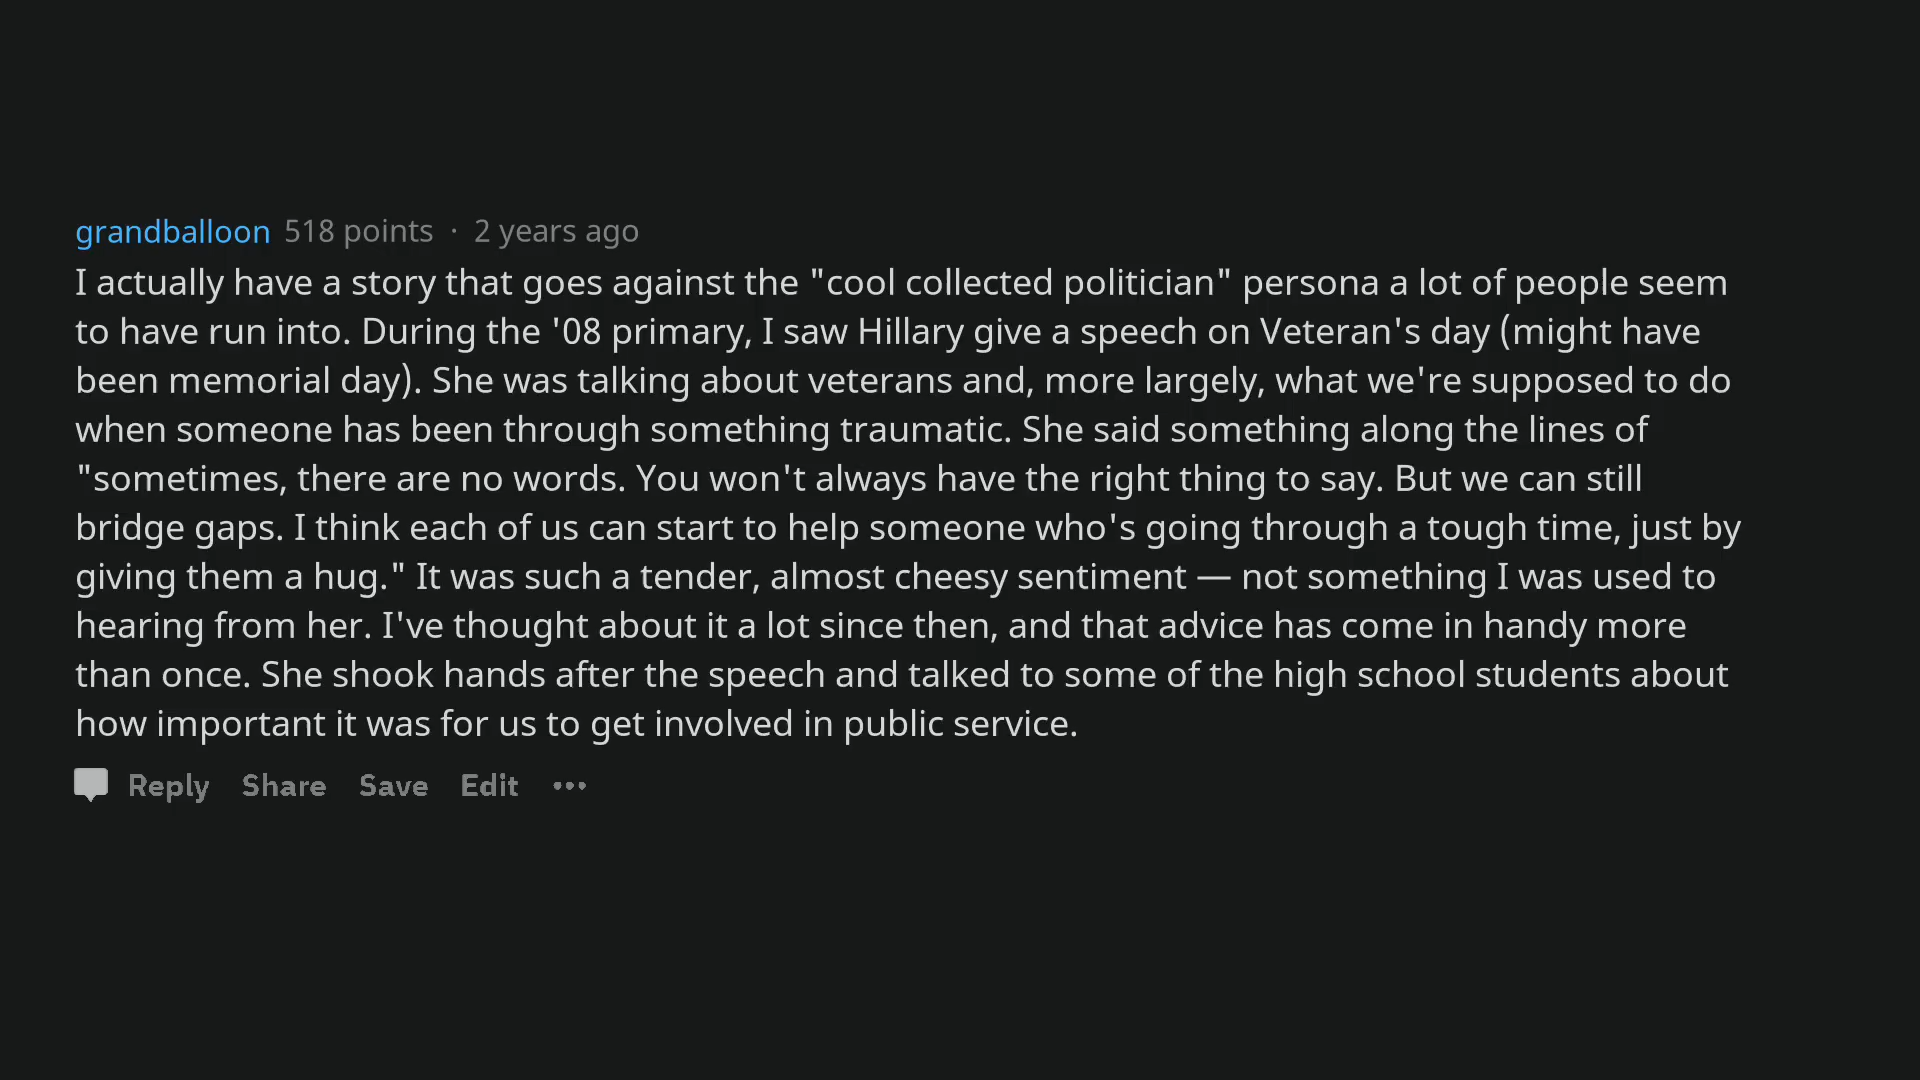 grandballoon 518 points · 2 years ago
I actually have a story that goes against the "cool collected politician" persona a lot of people seem
to have run into. During the '08 primary, I saw Hillary give a speech on Veteran's day (might have
been memorial day). She was talking about veterans and, more largely, what we're supposed to do
when someone has been through something traumatic. She said something along the lines of
"sometimes, there are no words. You won't always have the right thing to say. But we can still
bridge gaps. I think each of us can start to help someone who's going through a tough time, just by
giving them a hug." It was such a tender, almost cheesy sentiment — not something I was used to
hearing from her. I've thought about it a lot since then, and that advice has come in handy more
than once. She shook hands after the speech and talked to some of the high school students about
how important it was for us to get involved in public service.
Reply Share Save Edit •••